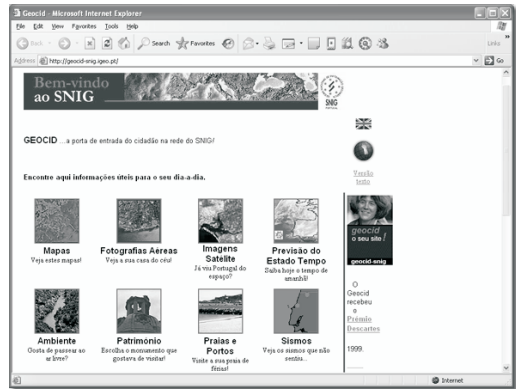 Geocid - Microsoft Internet Explorer
File Edit View Favorites Tools Help
Back Search Favorites
Links
Address http://geocid-snig.igeo.pt/ Go
Bem-vindo
ao SNIG
SNIG
GEOCID ...a porta de entrada do cidadão na rede do SNIG!
Versão
texto
Encontre aqui informações úteis para o seu dia-a-dia.
geocid
o seu site!
geocid-snig
Mapas
Veja estes mapas!
Fotografias Aéreas
Veja a sua casa do céu!
Imagens
Satélite
Já viu Portugal do
espaço?
Previsão do
Estado Tempo
Saiba hoje o tempo de
amanhã!
O
Geocid
recebeu
o
Prémio
Descartes
1999.
Ambiente
Gosta de passear ao
ar livre?
Património
Escolha o monumento que
gostava de visitar!
Praias e
Portos
Visite a sua praia de
férias!
Sismos
Veja os sismos que não
sentiu...
Internet